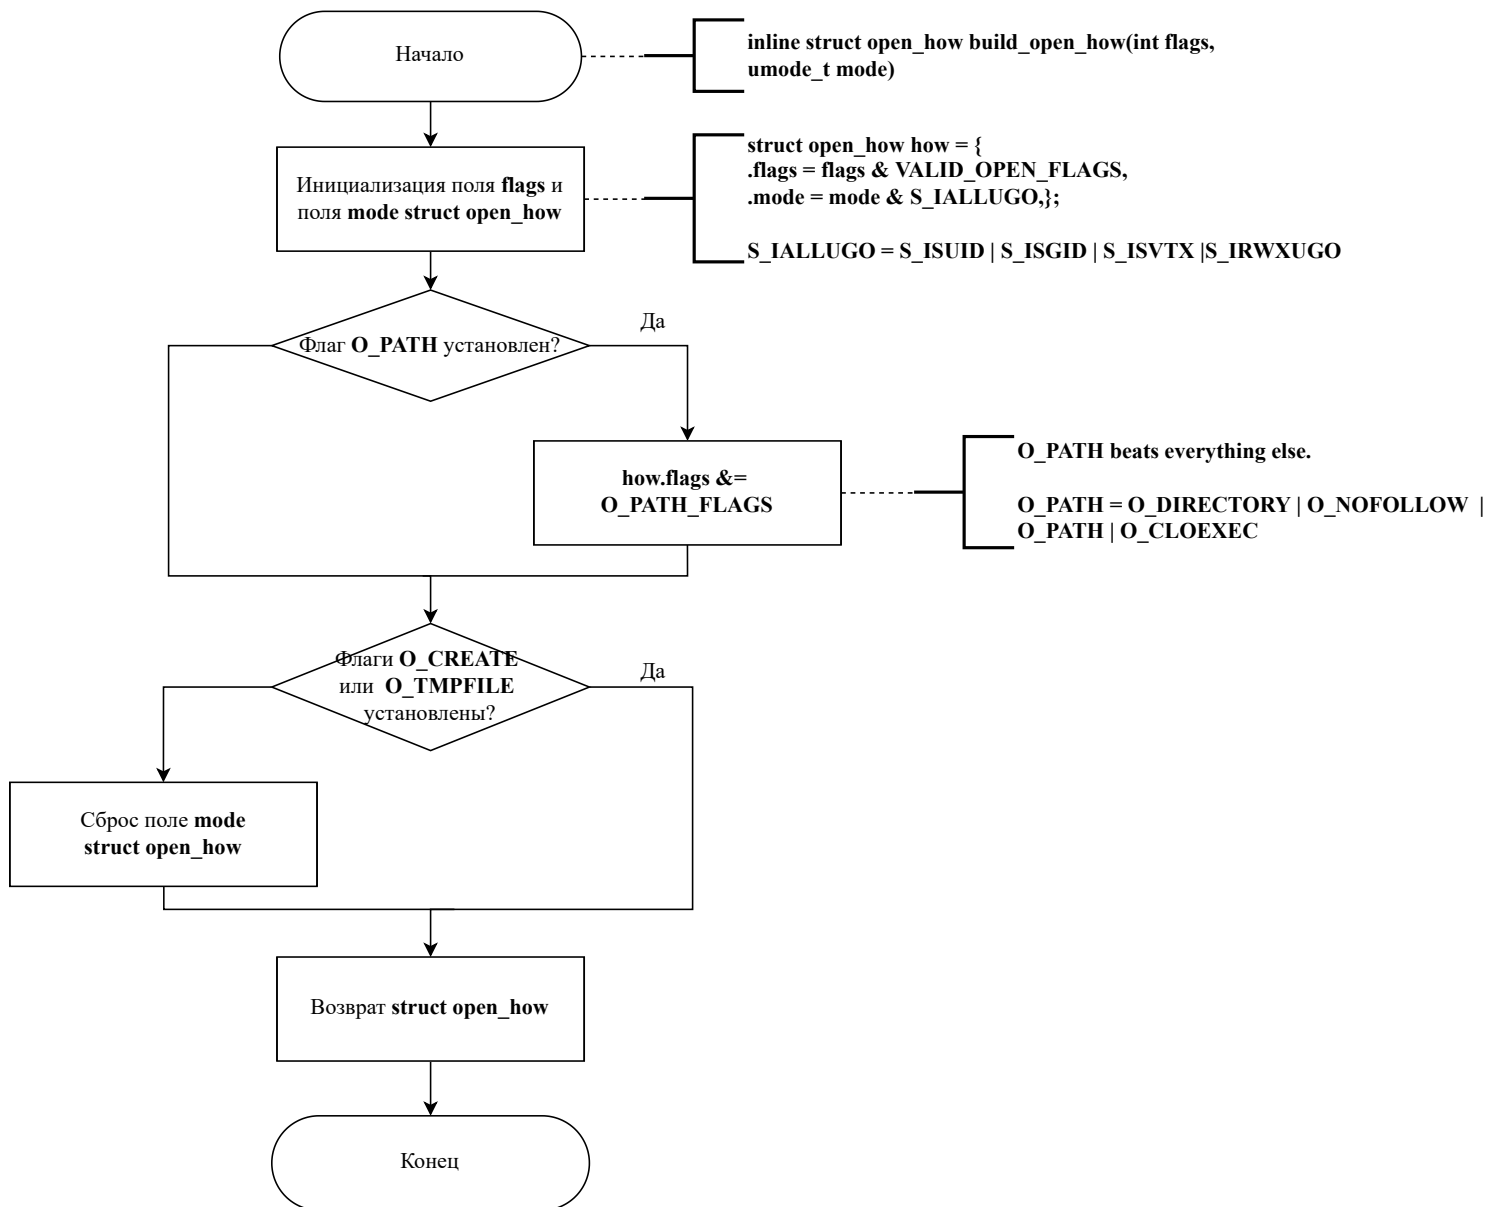 Начало
inline struct open_how build_open_how(int flags,
umode_t mode)
Инициализация поля flags и
поля mode struct open_how
struct open_how how = {
.flags = flags & VALID_OPEN_FLAGS,
.mode = mode & S_IALLUGO,};
S_IALLUGO = S_ISUID | S_ISGID | S_ISVTX |S_IRWXUGO
Флаг O_PATH установлен?
Да
how.flags &=
O_PATH_FLAGS
O_PATH beats everything else.
O_PATH = O_DIRECTORY | O_NOFOLLOW |
O_PATH | O_CLOEXEC
Флаги O_CREATE
или O_TMPFILE
установлены?
Да
Сброс поле mode
struct open_how
Возврат struct open_how
Конец